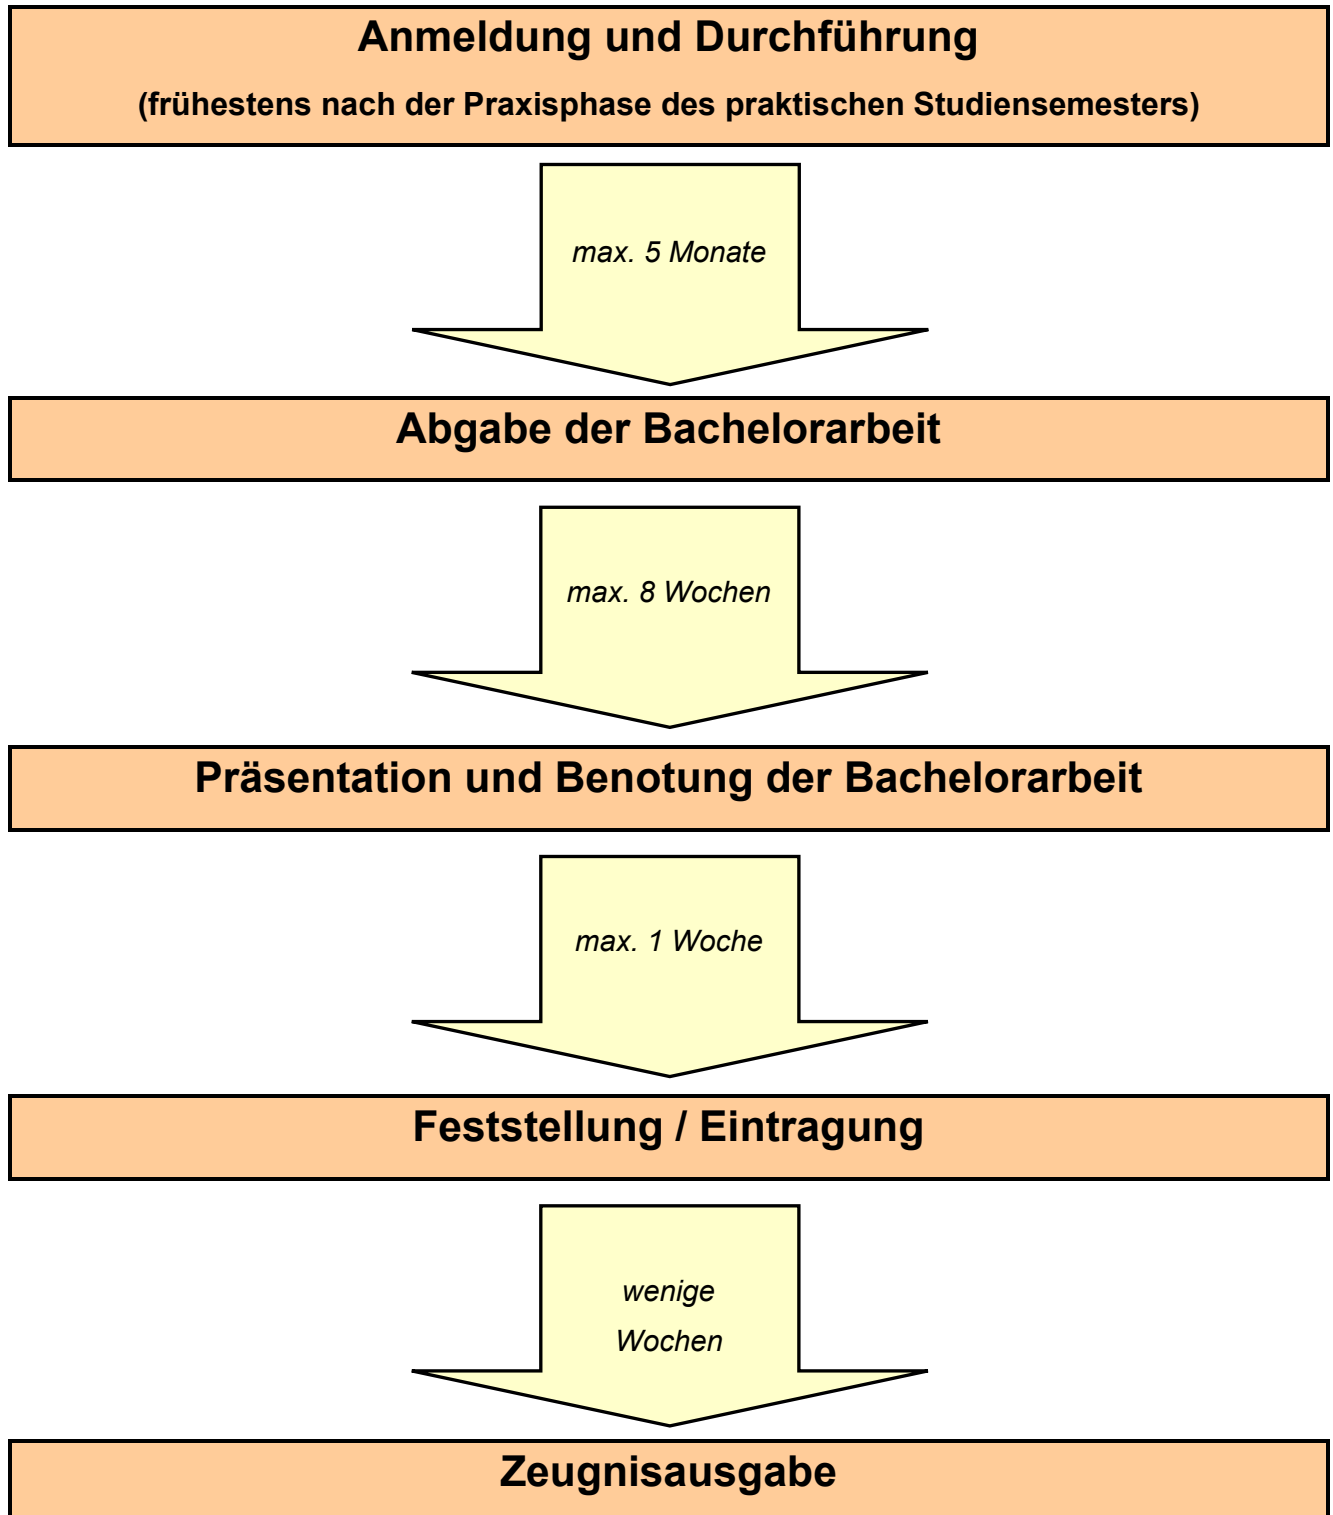 Anmeldung und Durchführung
(frühestens nach der Praxisphase des praktischen Studiensemesters)
max. 5 Monate
Abgabe der Bachelorarbeit
max. 8 Wochen
Präsentation und Benotung der Bachelorarbeit
max. 1 Woche
Feststellung / Eintragung
wenige
Wochen
Zeugnisausgabe